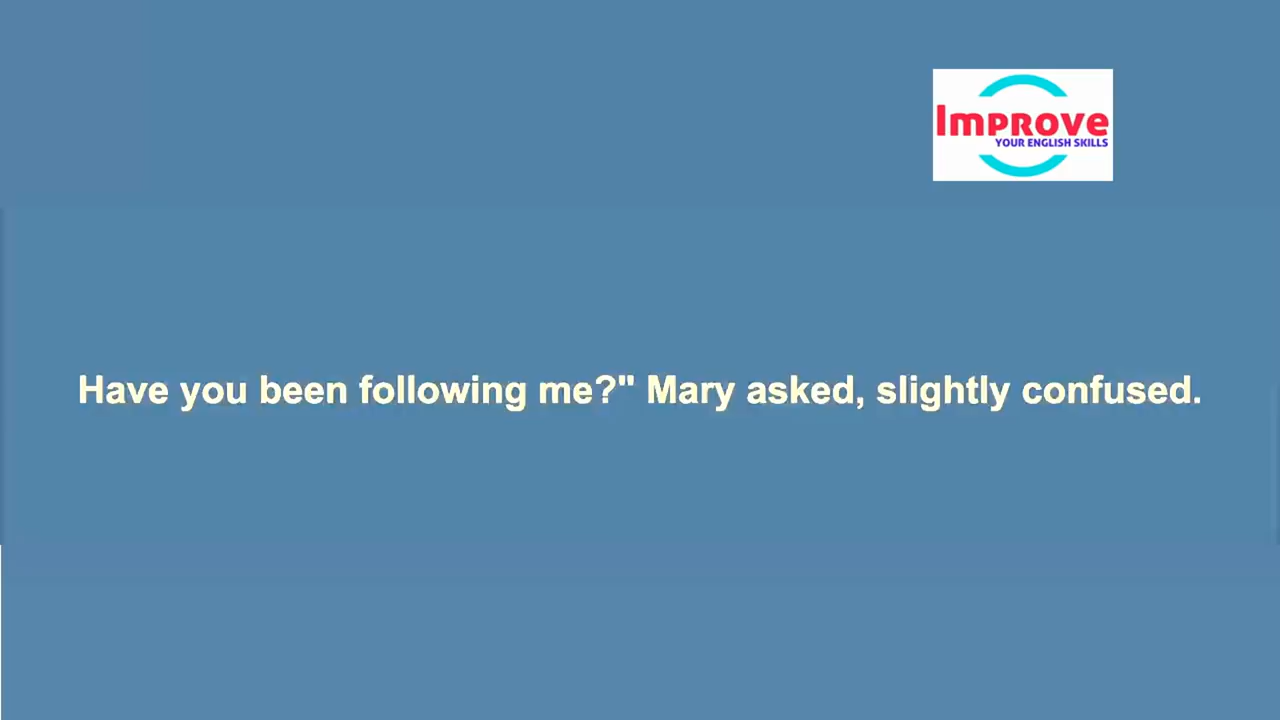 Improve
YOUR ENGLISH SKILLS
Have you been following me?" Mary asked, slightly confused.